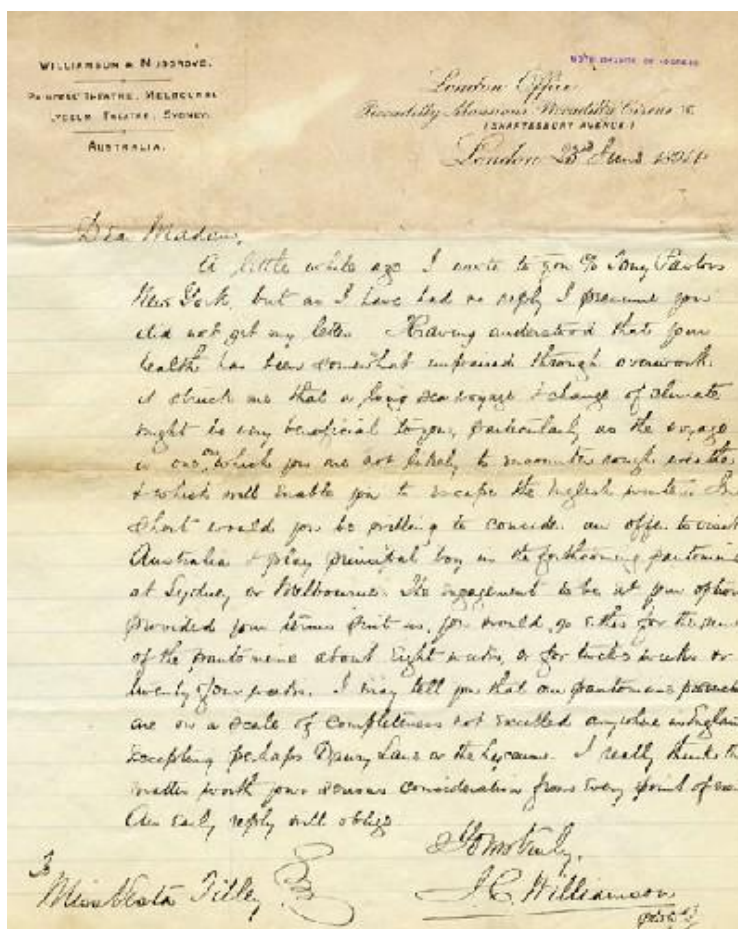 WILLIAMSON & MUSGROVE.
PRINCESS THEATRE, MELBOURNE
LYCEUM THEATRE, SYDNEY.
AUSTRALIA.
NOTE CHANGE OF ADDRESS
London Office
Piccadilly Mansions, Piccadilly Circus
(SHAFTESBURY AVENUE)
London 23rd June
Dear Madam,
A little while ago I wrote to you c/o Tony Pastors
New York, but as I have had no reply I presume you
did not get my letter. Having understood that your
health has been somewhat impaired through overwork.
it struck me that a long sea voyage & change of climate
might be very beneficial to you, particularly as the voyage
is one which you are not likely to encounter rough weather
& which will enable you to escape the English winter. In
short would you be willing to consider an offer to visit
Australia & play principal boy in the forthcoming pantomime
at Sydney or Melbourne. The engagement to be at your option
provided your terms suit us, you would go either for the run
of the pantomime about Eight weeks, or for twelve weeks or
twenty four weeks. I may tell you that our pantomimes produced
are on a scale of completeness not excelled anywhere in England
excepting perhaps Drury Lane or the Lyceum. I really think the
matter worth your serious consideration from every point of view
An early reply will oblige
Yours truly,
J. C. Williamson
To
Miss Vesta Tilley